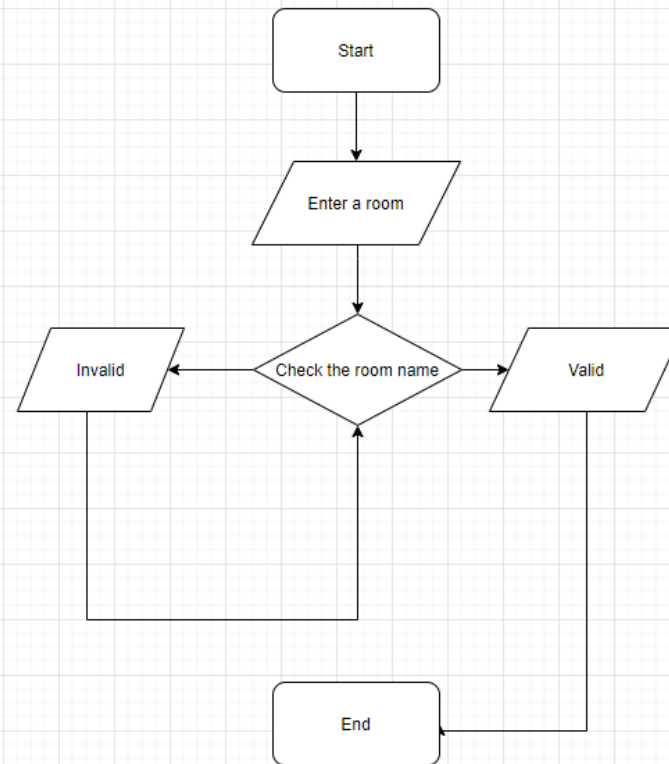 Start
Enter a room
Invalid
Check the room name
Valid
End